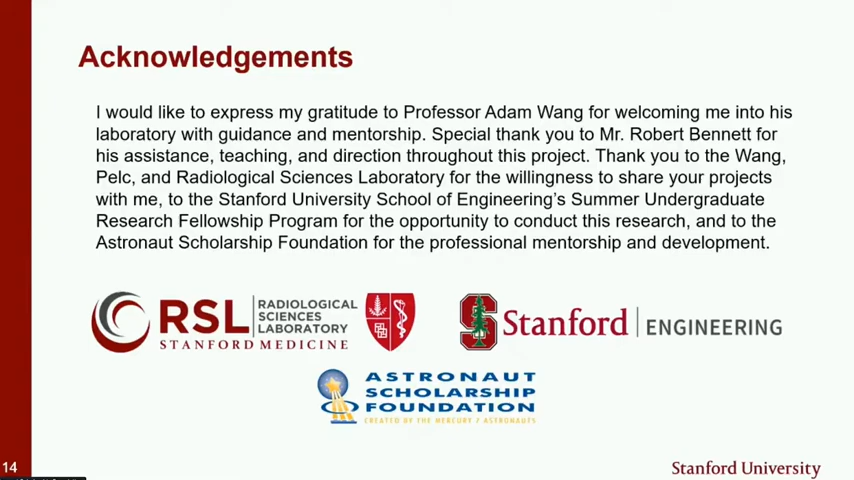 Acknowledgements
I would like to express my gratitude to Professor Adam Wang for welcoming me into his
laboratory with guidance and mentorship. Special thank you to Mr. Robert Bennett for
his assistance, teaching, and direction throughout this project. Thank you to the Wang,
Pelc, and Radiological Sciences Laboratory for the willingness to share your projects
with me, to the Stanford University School of Engineering's Summer Undergraduate
Research Fellowship Program for the opportunity to conduct this research, and to the
Astronaut Scholarship Foundation for the professional mentorship and development.
RSL
RADIOLOGICAL
SCIENCES
LABORATORY
STANFORD MEDICINE
S
Stanford
ENGINEERING
ASTRONAUT
SCHOLARSHIP
FOUNDATION
CREATED BY THE MERCURY 7 ASTRONAUTS
14
Stanford University